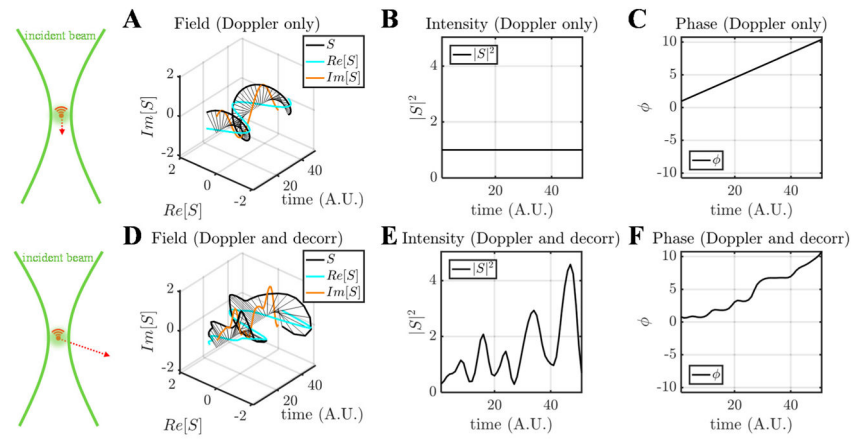 A Field (Doppler only)
B Intensity (Doppler only)
C Phase (Doppler only)
incident beam
S
Re[S]
Im[S]
2
0
-2
Im[S]
2
0
-2
Re[S]
20
40
time (A.U.)
|S|²
4
2
0
|S|²
20
40
time (A.U.)
10
5
0
-5
-10
ϕ
ϕ
20
40
time (A.U.)
D Field (Doppler and decorr)
E Intensity (Doppler and decorr)
F Phase (Doppler and decorr)
incident beam
S
Re[S]
Im[S]
2
0
-2
Im[S]
2
0
-2
Re[S]
20
40
time (A.U.)
|S|²
4
2
0
|S|²
20
40
time (A.U.)
10
5
0
-5
-10
ϕ
ϕ
20
40
time (A.U.)